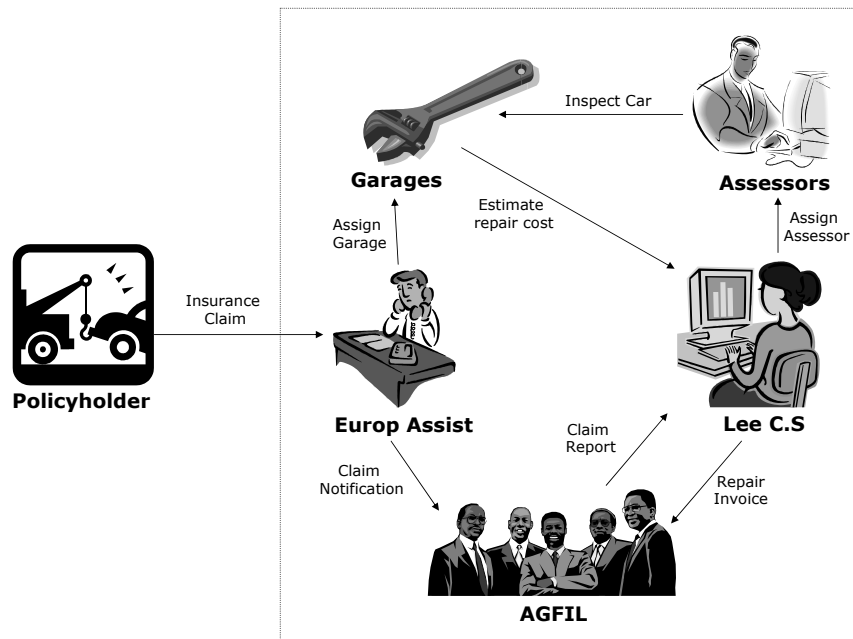 Inspect Car
Garages
Assessors
Estimate
repair cost
Assign
Garage
Assign
Assessor
Insurance
Claim
Policyholder
Europ Assist
Lee C.S
Claim
Report
Claim
Notification
Repair
Invoice
AGFIL